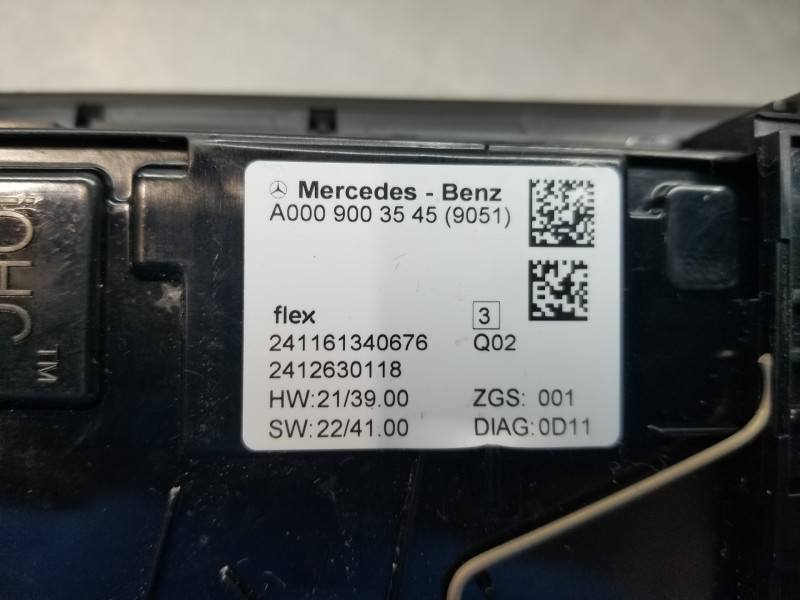 Mercedes - Benz
A000 900 35 45 (9051)
flex
3
241161340676
Q02
2412630118
HW:21/39.00
ZGS: 001
SW:22/41.00
DIAG:0D11
TM